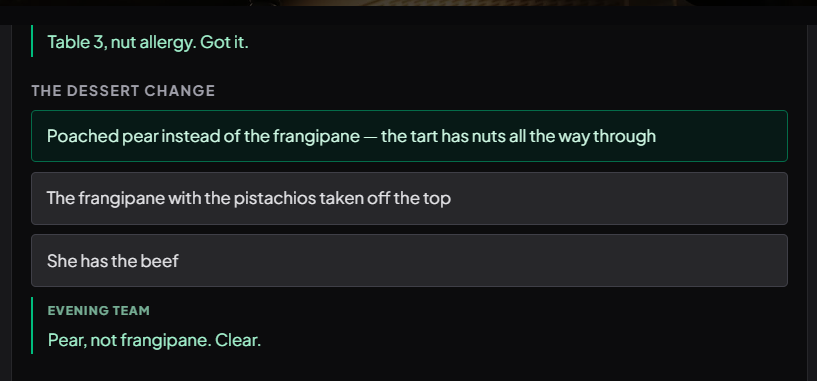 Table 3, nut allergy. Got it.
THE DESSERT CHANGE
Poached pear instead of the frangipane — the tart has nuts all the way through
The frangipane with the pistachios taken off the top
She has the beef
EVENING TEAM
Pear, not frangipane. Clear.